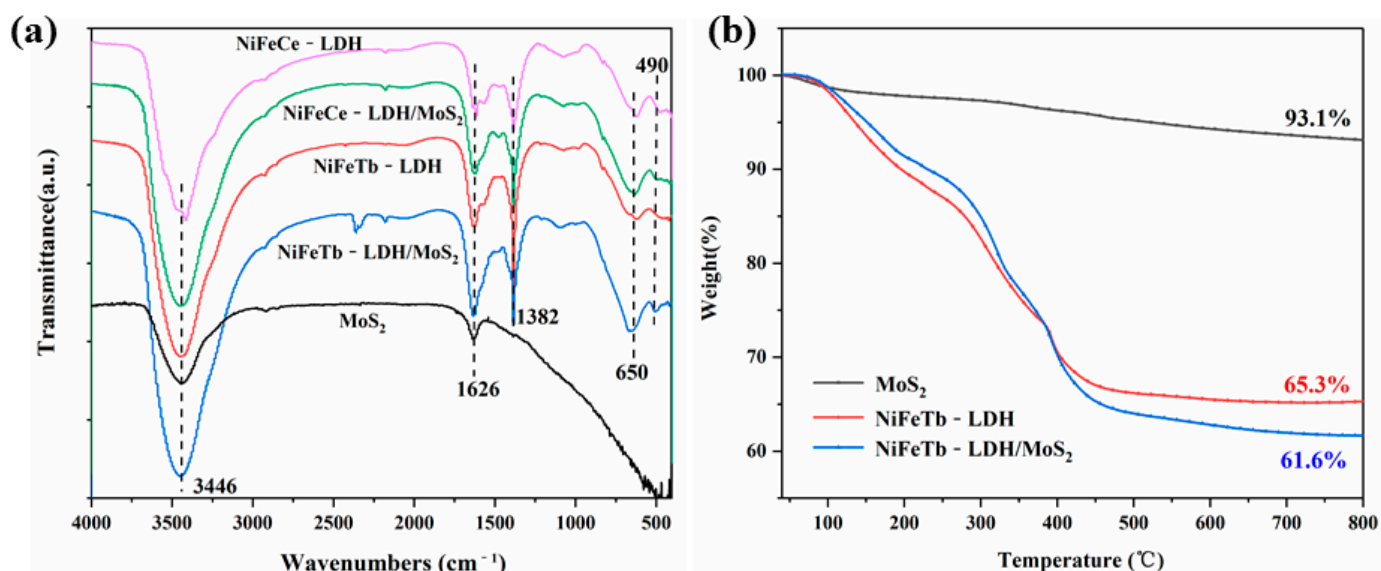 (a)
NiFeCe - LDH
490
NiFeCe - LDH/MoS₂
NiFeTb - LDH
NiFeTb - LDH/MoS₂
MoS₂
1382
1626
650
3446
Transmittance(a.u.)
4000 3500 3000 2500 2000 1500 1000 500
Wavenumbers (cm⁻¹)
(b)
100
90
80
70
60
Weight(%)
93.1%
65.3%
61.6%
MoS₂
NiFeTb - LDH
NiFeTb - LDH/MoS₂
100 200 300 400 500 600 700 800
Temperature (℃)